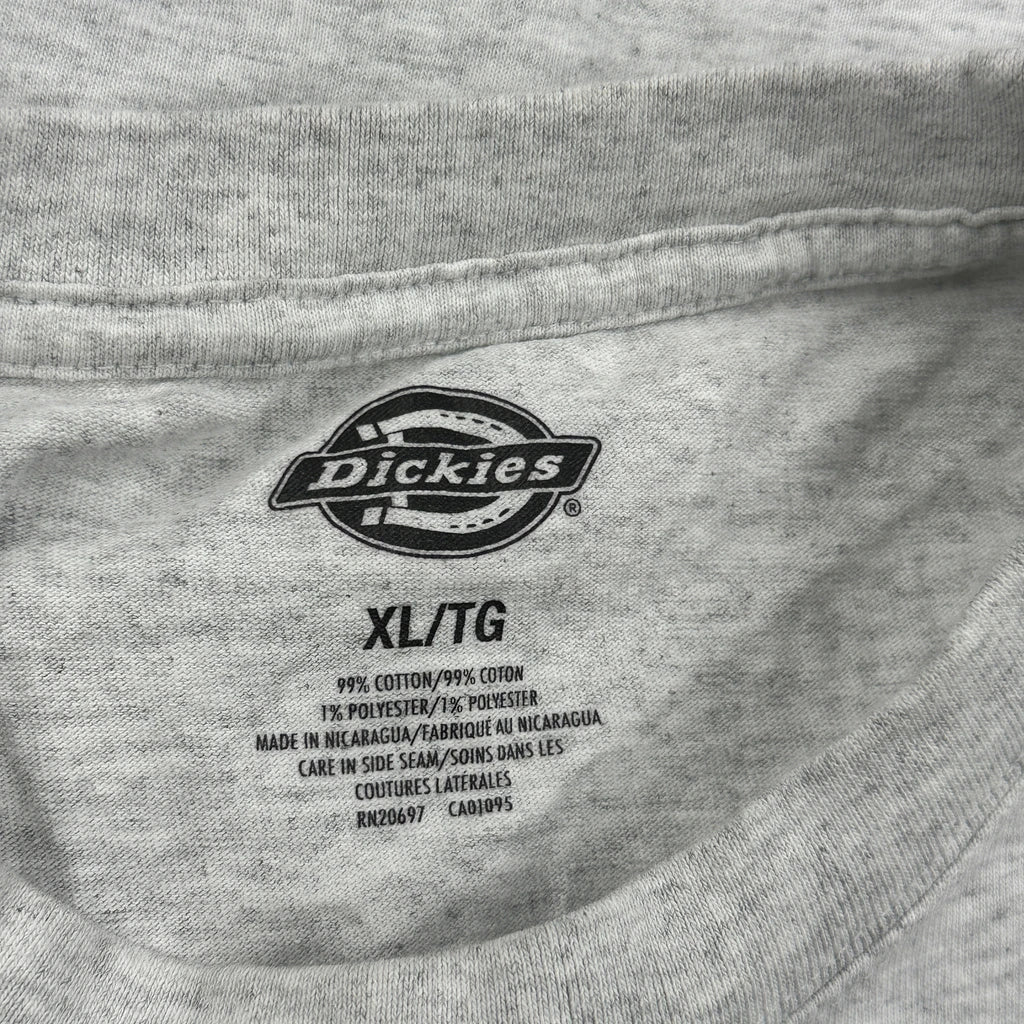 Dickies®
XL/TG
99% COTTON/99% COTON
1% POLYESTER/1% POLYESTER
MADE IN NICARAGUA/FABRIQUÉ AU NICARAGUA
CARE IN SIDE SEAM/SOINS DANS LES
COUTURES LATÉRALES
RN20697 CA01095